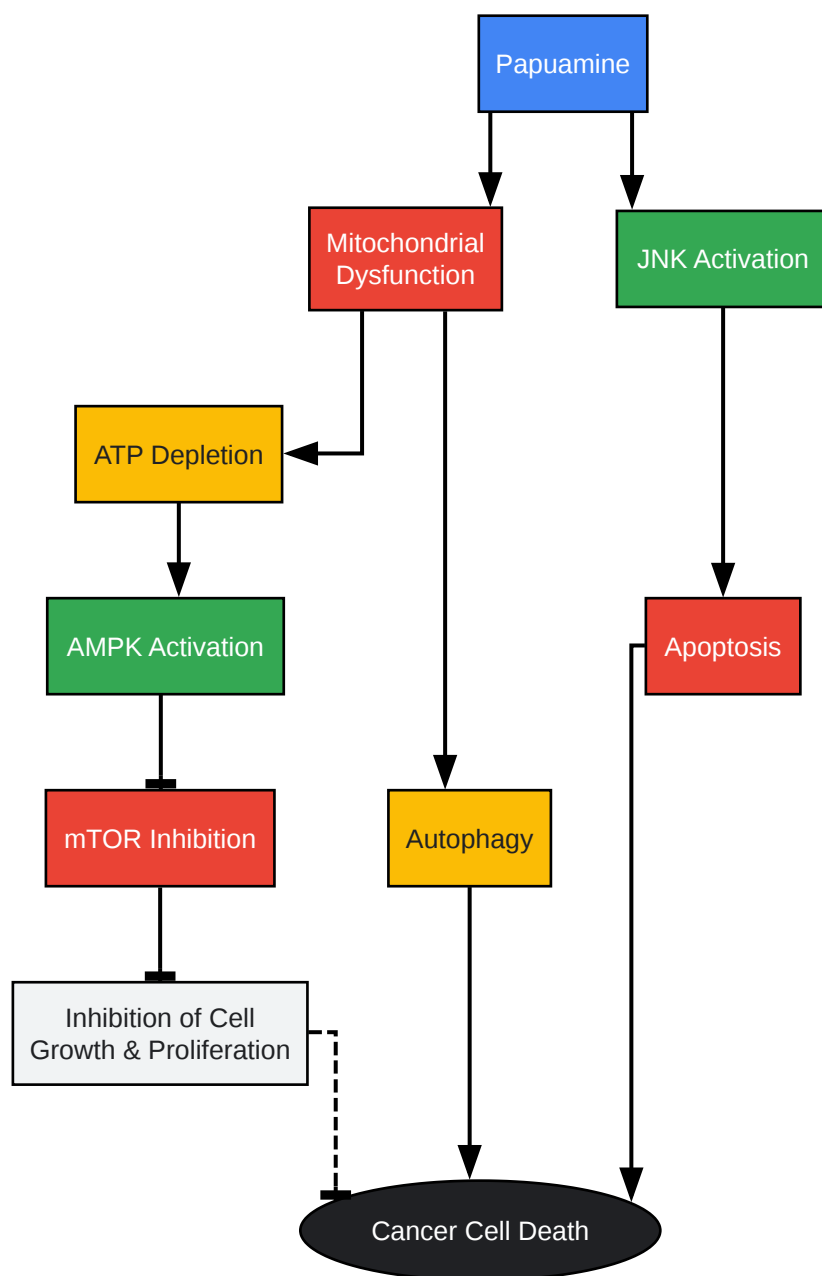 Papuamine
Mitochondrial
Dysfunction
JNK Activation
ATP Depletion
AMPK Activation
Apoptosis
mTOR Inhibition
Autophagy
Inhibition of Cell
Growth & Proliferation
Cancer Cell Death